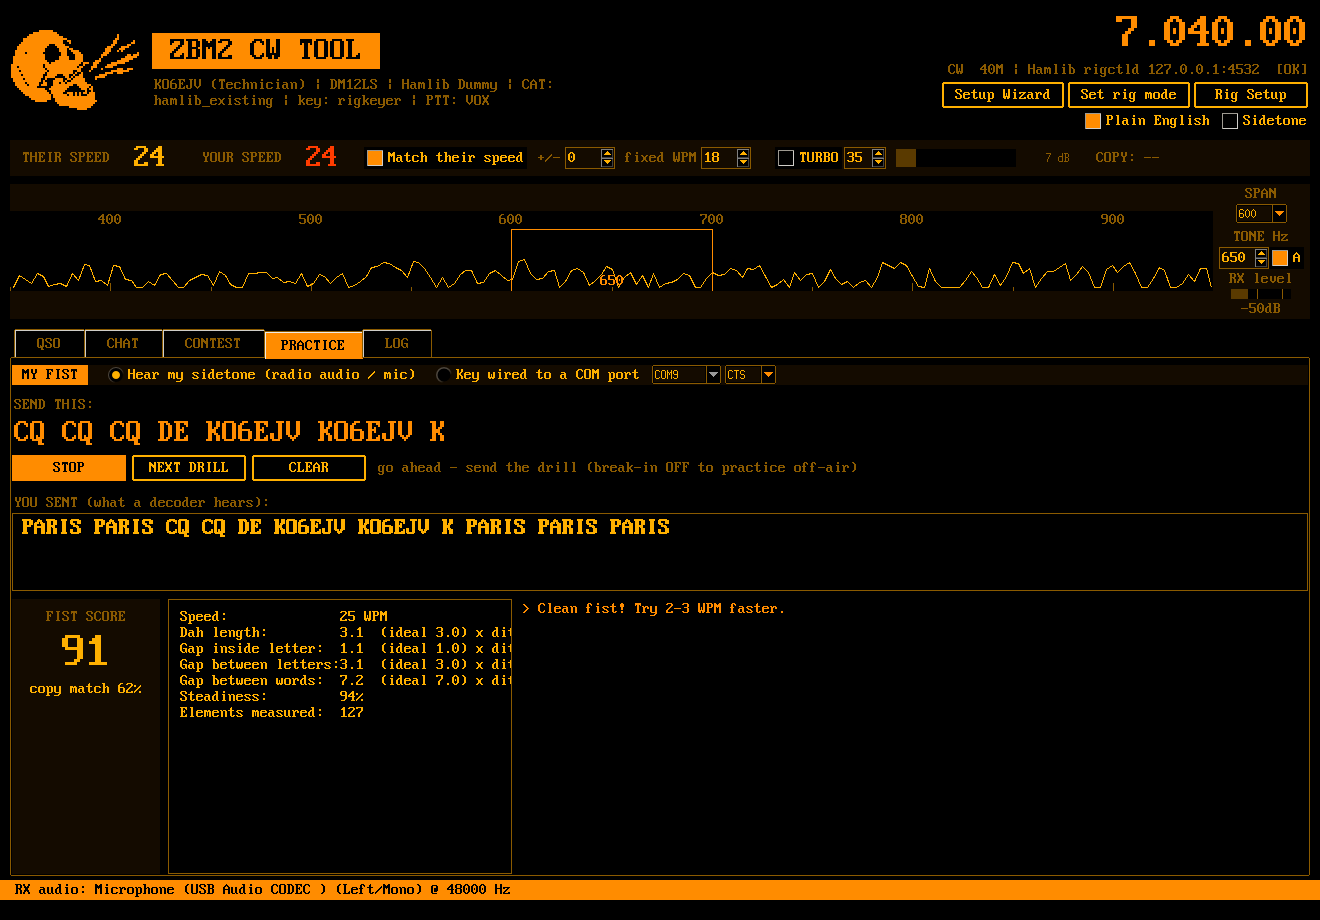 ZBM2 CW TOOL
7.040.00
KO6EJV (Technician) | DM12LS | Hamlib Dummy | CAT:
hamlib_existing | key: rigkeyer | PTT: VOX
CW 40M | Hamlib rigctld 127.0.0.1:4532 [OK]
Setup Wizard Set rig mode Rig Setup
Plain English Sidetone
THEIR SPEED 24 YOUR SPEED 24 Match their speed +/- 0 fixed WPM 18 TURBO 35 7 dB COPY: --
400 500 600 700 800 900
650
SPAN
600
TONE Hz
650 A
RX level
-50dB
QSO CHAT CONTEST PRACTICE LOG
MY FIST Hear my sidetone (radio audio / mic) Key wired to a COM port COM9 CTS
SEND THIS:
CQ CQ CQ DE KO6EJV KO6EJV K
STOP NEXT DRILL CLEAR go ahead - send the drill (break-in OFF to practice off-air)
YOU SENT (what a decoder hears):
PARIS PARIS CQ CQ DE KO6EJV KO6EJV K PARIS PARIS PARIS
FIST SCORE
91
copy match 62%
Speed: 25 WPM
Dah length: 3.1 (ideal 3.0) x dit
Gap inside letter: 1.1 (ideal 1.0) x dit
Gap between letters:3.1 (ideal 3.0) x dit
Gap between words: 7.2 (ideal 7.0) x dit
Steadiness: 94%
Elements measured: 127
> Clean fist! Try 2-3 WPM faster.
RX audio: Microphone (USB Audio CODEC ) (Left/Mono) @ 48000 Hz